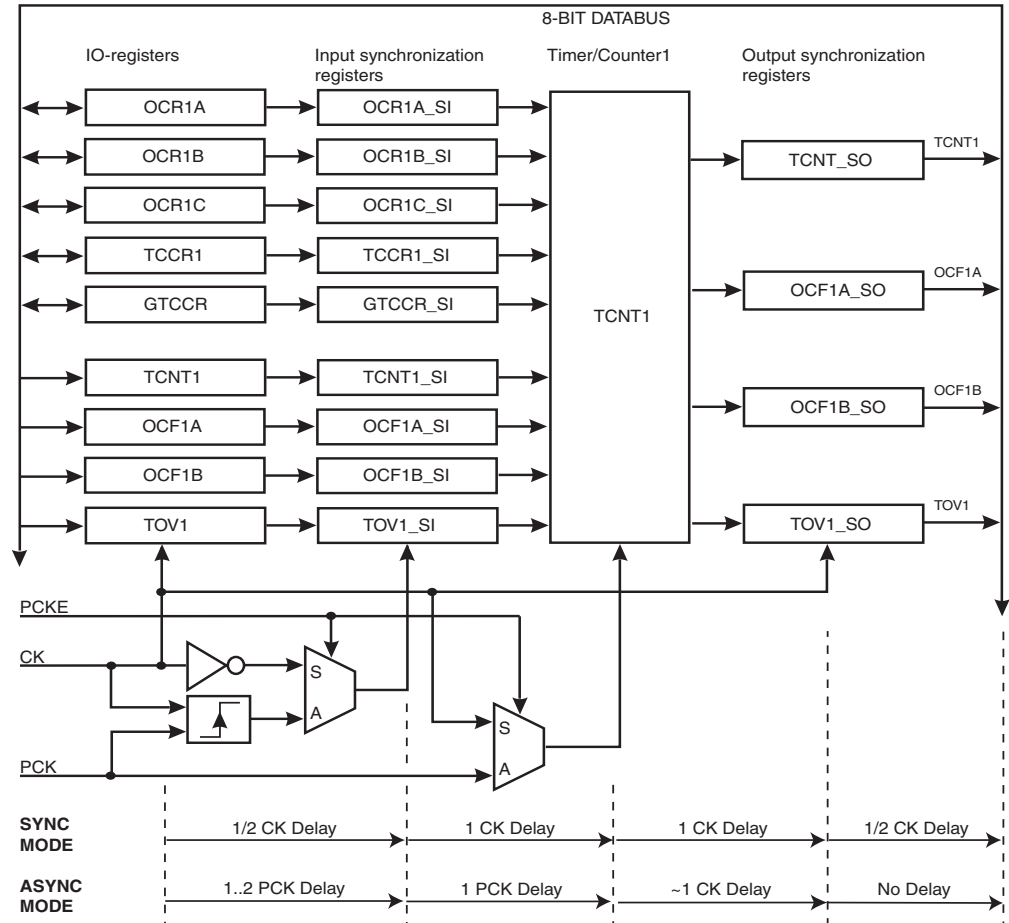 8-BIT DATABUS
IO-registers
Input synchronization
registers
Timer/Counter1
Output synchronization
registers
OCR1A
OCR1A_SI
OCR1B
OCR1B_SI
OCR1C
OCR1C_SI
TCCR1
TCCR1_SI
GTCCR
GTCCR_SI
TCNT1
TCNT1_SI
OCF1A
OCF1A_SI
OCF1B
OCF1B_SI
TOV1
TOV1_SI
TCNT1
TCNT_SO
TCNT1
OCF1A_SO
OCF1A
OCF1B_SO
OCF1B
TOV1_SO
TOV1
PCKE
CK
S
A
S
A
PCK
SYNC
MODE
1/2 CK Delay
1 CK Delay
1 CK Delay
1/2 CK Delay
ASYNC
MODE
1..2 PCK Delay
1 PCK Delay
~1 CK Delay
No Delay